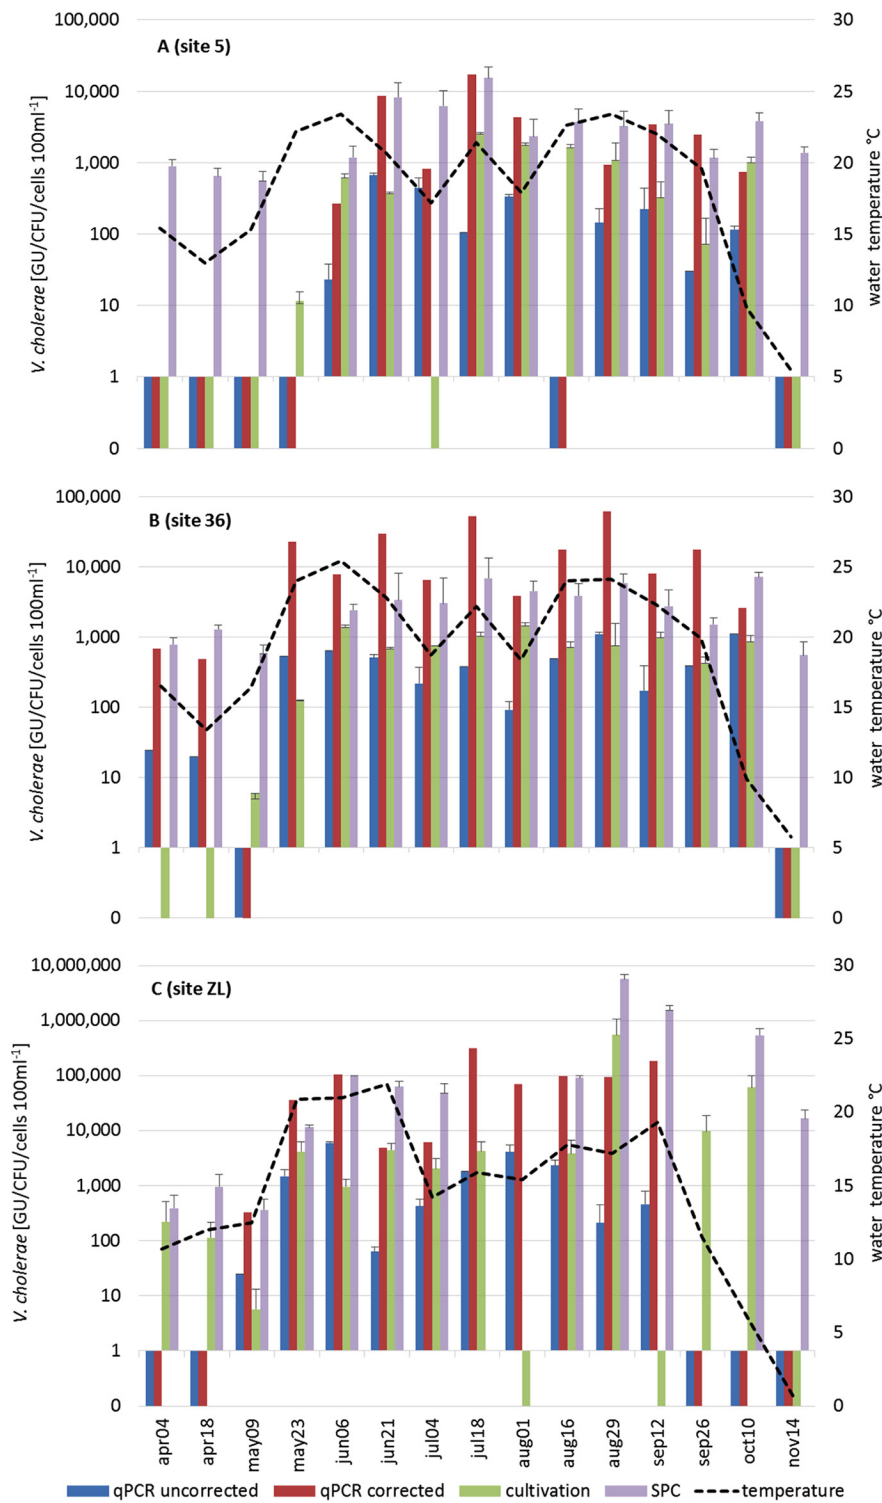 A (site 5)
100,000
10,000
1,000
100
10
1
0
V. cholerae [GU/CFU/cells 100ml-1]
30
25
20
15
10
5
0
water temperature °C
B (site 36)
100,000
10,000
1,000
100
10
1
0
V. cholerae [GU/CFU/cells 100ml-1]
30
25
20
15
10
5
0
water temperature °C
C (site ZL)
10,000,000
1,000,000
100,000
10,000
1,000
100
10
1
0
V. cholerae [GU/CFU/cells 100ml-1]
30
25
20
15
10
5
0
water temperature °C
apr04
apr18
may09
may23
jun06
jun21
jul04
jul18
aug01
aug16
aug29
sep12
sep26
oct10
nov14
qPCR uncorrected qPCR corrected cultivation SPC temperature